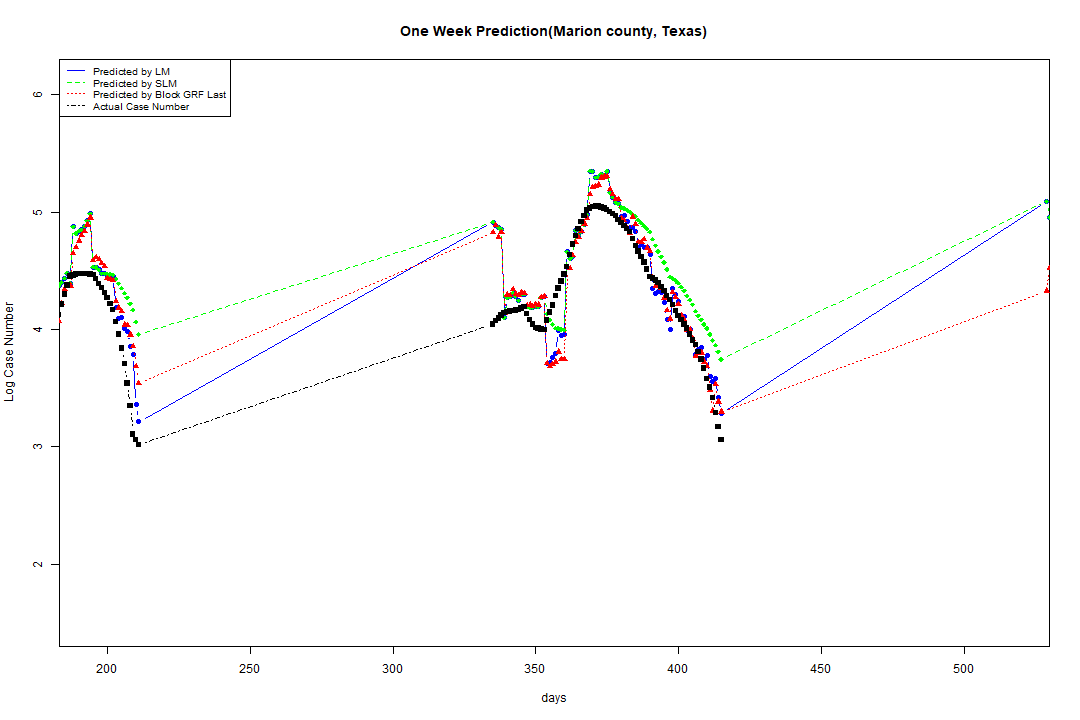 One Week Prediction(Marion county, Texas)
Predicted by LM
Predicted by SLM
Predicted by Block GRF Last
Actual Case Number
Log Case Number
6
5
4
3
2
200 250 300 350 400 450 500
days